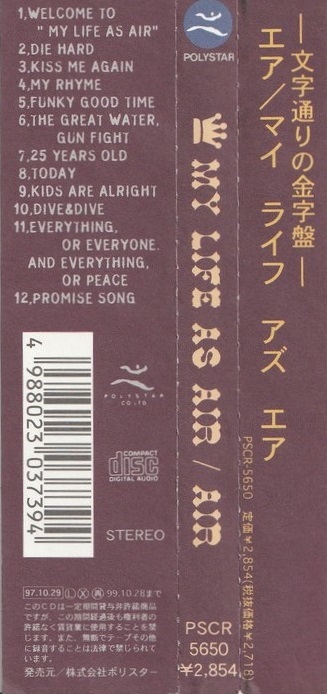 1,WELCOME TO
" MY LIFE AS AIR"
2,DIE HARD
3,KISS ME AGAIN
4,MY RHYME
5,FUNKY GOOD TIME
6,THE GREAT WATER,
GUN FIGHT
7,25 YEARS OLD
8,TODAY
9,KIDS ARE ALRIGHT
10,DIVE&DIVE
11,EVERYTHING,
OR EVERYONE.
AND EVERYTHING,
OR PEACE
12,PROMISE SONG
4 988023 037394
POLYSTAR
CO.LTD
COMPACT
disc
DIGITAL AUDIO
STEREO
97.10.29 Ⓛ Ⓧ 再 99.10.28まで
このCDは一定期間貸与非許諾商品
ですが、この期間経過後も権利者の
許諾なく賃貸業に使用することを禁
じます。また、無断でテープその他
に録音することは法律で禁じられて
います。
発売元／株式会社ポリスター
POLYSTAR
MY LIFE AS AIR / AIR
PSCR
5650
¥2,854
―文字通りの金字盤―
エア／マイ ライフ アズ エア
PSCR-5650 定価¥2,854(税抜価格¥2,718)